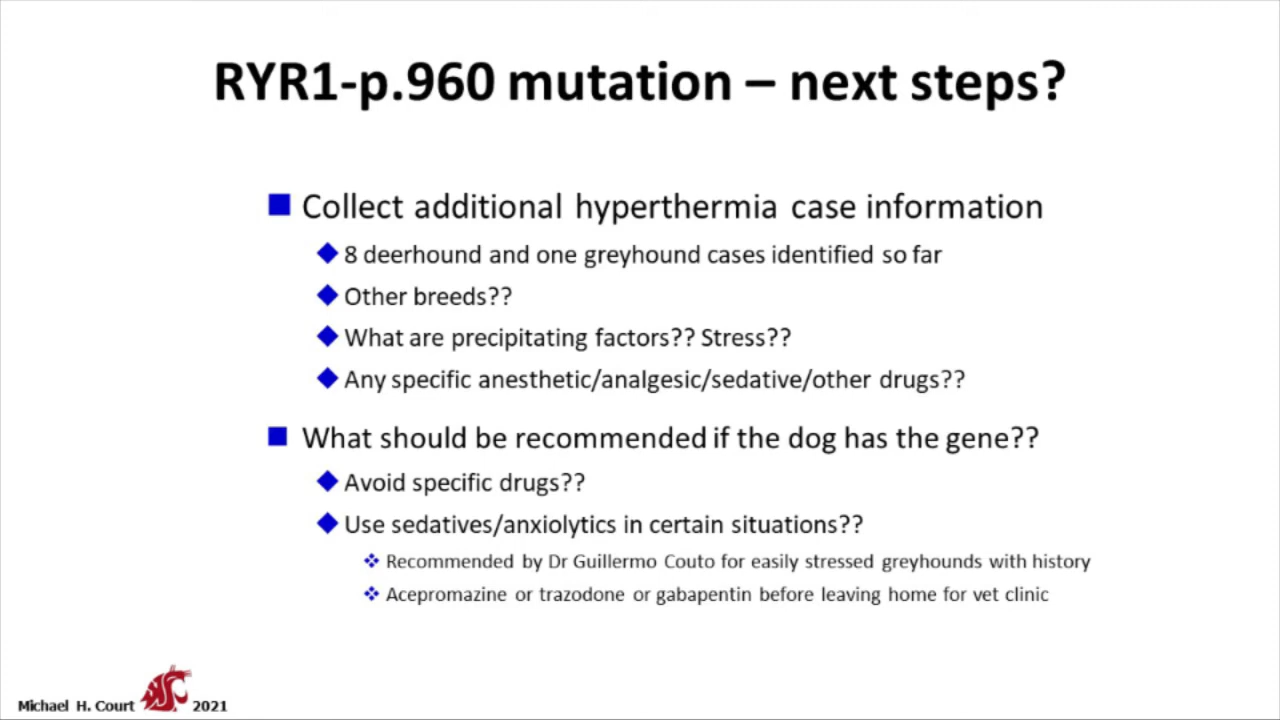 RYR1-p.960 mutation – next steps?
Collect additional hyperthermia case information
8 deerhound and one greyhound cases identified so far
Other breeds??
What are precipitating factors?? Stress??
Any specific anesthetic/analgesic/sedative/other drugs??
What should be recommended if the dog has the gene??
Avoid specific drugs??
Use sedatives/anxiolytics in certain situations??
Recommended by Dr Guillermo Couto for easily stressed greyhounds with history
Acepromazine or trazodone or gabapentin before leaving home for vet clinic
Michael H. Court 2021